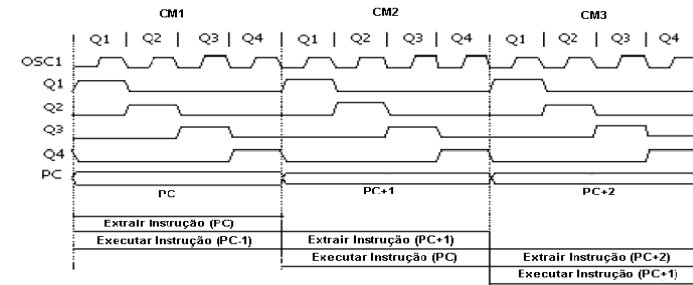 CM1 CM2 CM3
| Q1 | Q2 | Q3 | Q4 | Q1 | Q2 | Q3 | Q4 | Q1 | Q2 | Q3 | Q4
OSC1
Q1
Q2
Q3
Q4
PC
PC PC+1 PC+2
Extrair Instrução (PC)
Executar Instrução (PC-1) Extrair Instrução (PC+1)
Executar Instrução (PC) Extrair Instrução (PC+2)
Executar Instrução (PC+1)